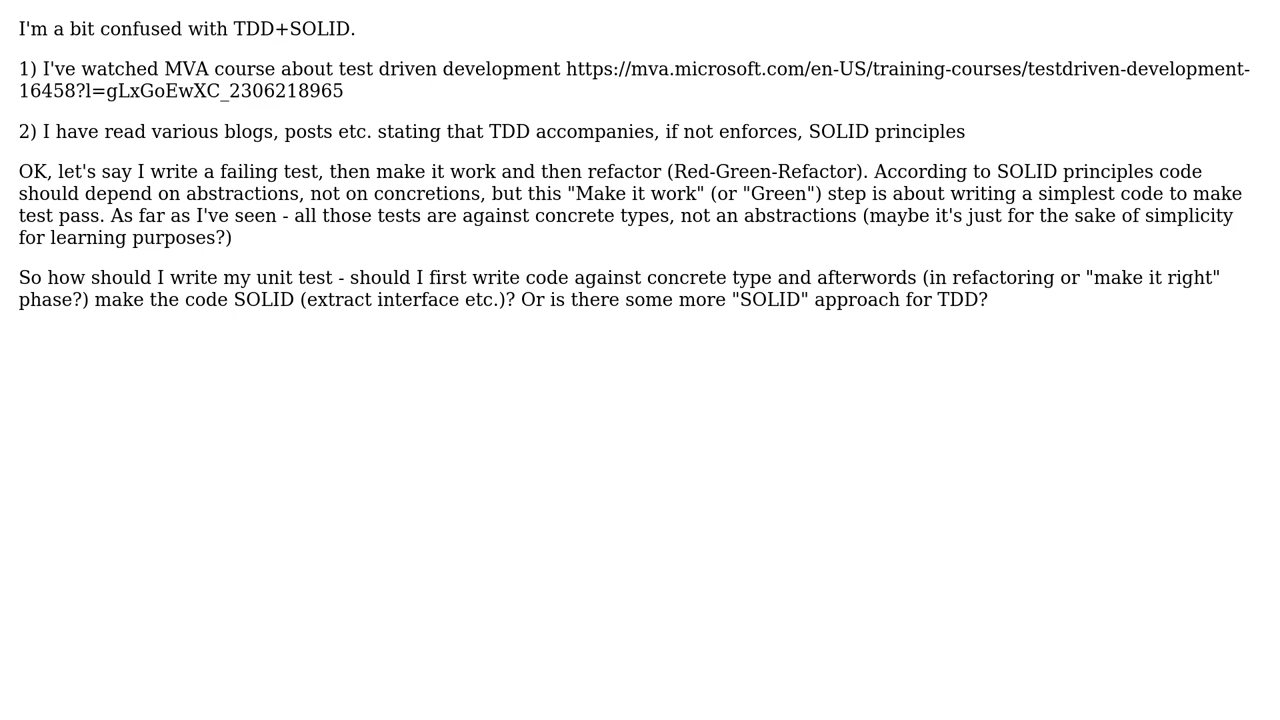 I'm a bit confused with TDD+SOLID.
1) I've watched MVA course about test driven development https://mva.microsoft.com/en-US/training-courses/testdriven-development-
16458?l=gLxGoEwXC_2306218965
2) I have read various blogs, posts etc. stating that TDD accompanies, if not enforces, SOLID principles
OK, let's say I write a failing test, then make it work and then refactor (Red-Green-Refactor). According to SOLID principles code
should depend on abstractions, not on concretions, but this "Make it work" (or "Green") step is about writing a simplest code to make
test pass. As far as I've seen - all those tests are against concrete types, not an abstractions (maybe it's just for the sake of simplicity
for learning purposes?)
So how should I write my unit test - should I first write code against concrete type and afterwords (in refactoring or "make it right"
phase?) make the code SOLID (extract interface etc.)? Or is there some more "SOLID" approach for TDD?